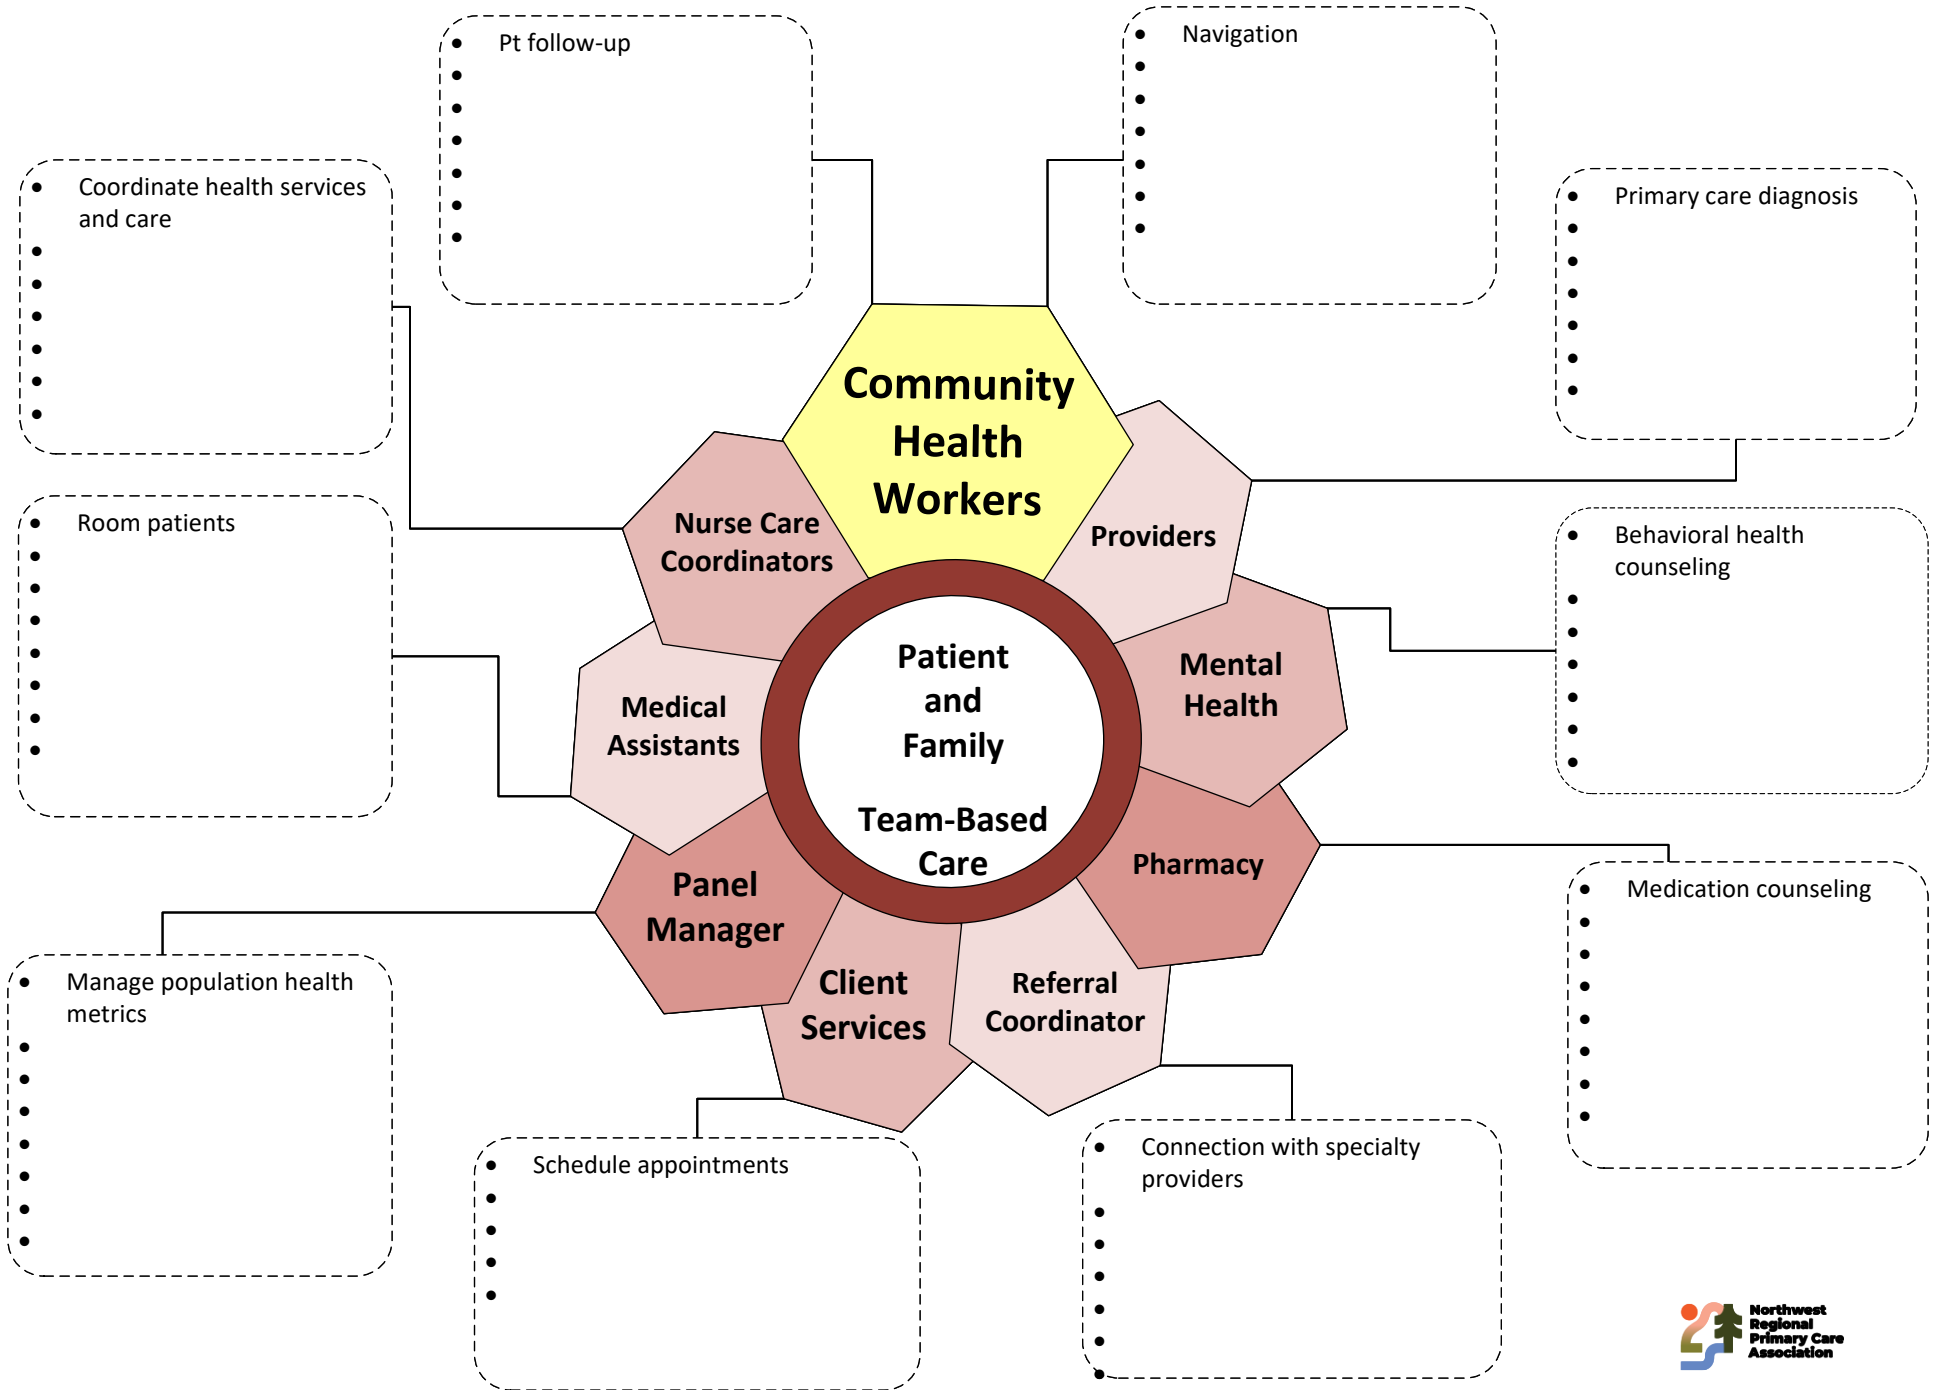 Pt follow-up
Navigation
Coordinate health services
and care
Primary care diagnosis
Community
Health
Workers
Room patients
Nurse Care
Coordinators
Providers
Behavioral health
counseling
Patient
and
Family
Team-Based
Care
Mental
Health
Medical
Assistants
Panel
Manager
Pharmacy
Medication counseling
Manage population health
metrics
Client
Services
Referral
Coordinator
Schedule appointments
Connection with specialty
providers
Northwest
Regional
Primary Care
Association